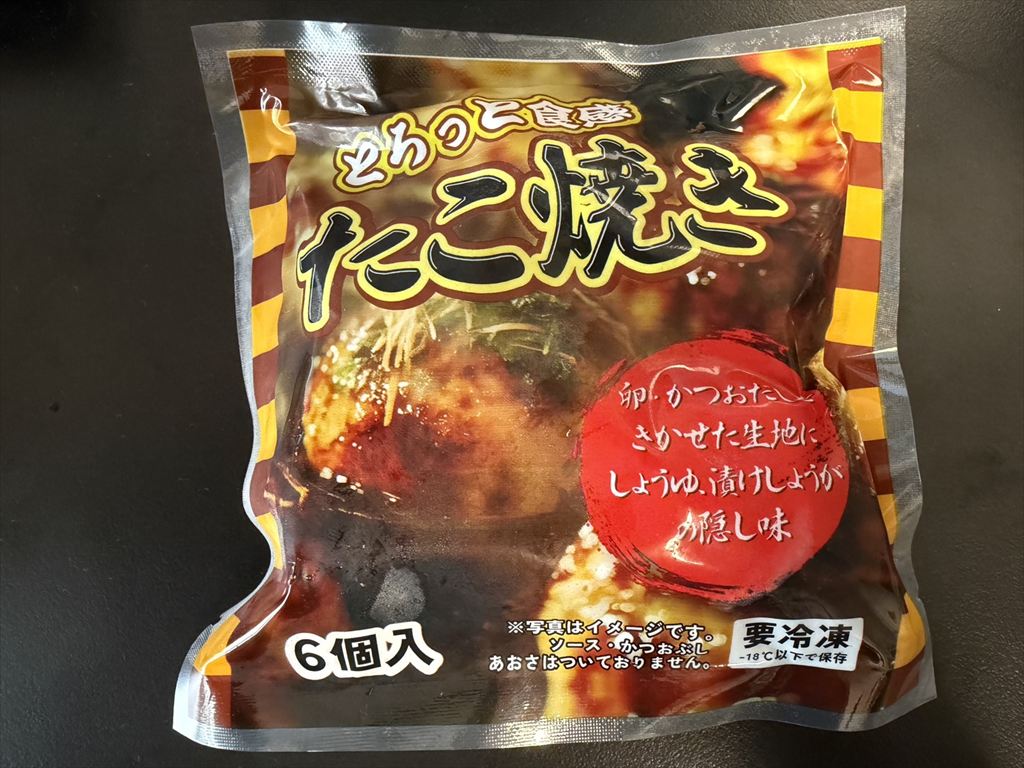 とろっと食感
たこ焼き
卵・かつおだしを
きかせた生地に
しょうゆ、漬けしょうが
の隠し味
6個入
※写真はイメージです。
ソース・かつおぶし
あおさはついておりません。
要冷凍
-18℃以下で保存